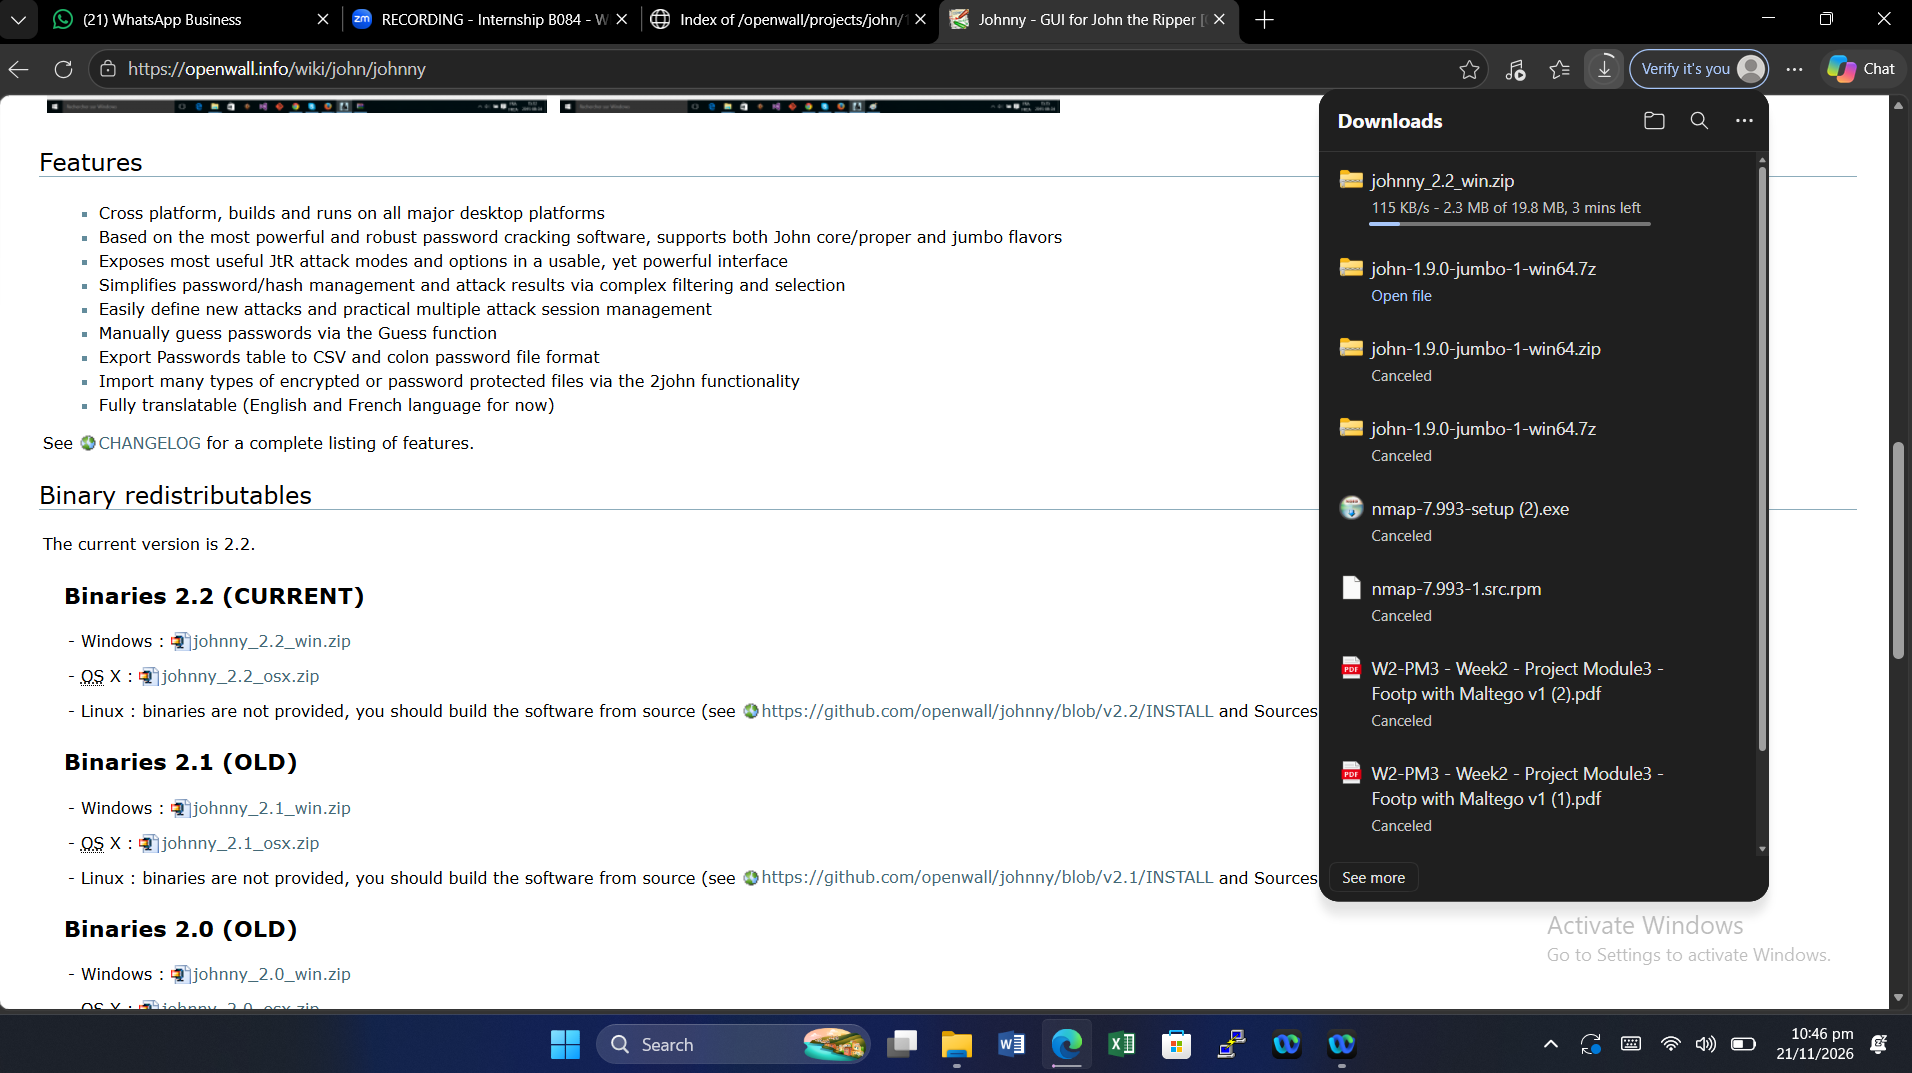 (21) WhatsApp Business
zm RECORDING - Internship B084 - W
Index of /openwall/projects/john/1
Johnny - GUI for John the Ripper [
https://openwall.info/wiki/john/johnny
Verify it's you
Chat
Features
Cross platform, builds and runs on all major desktop platforms
Based on the most powerful and robust password cracking software, supports both John core/proper and jumbo flavors
Exposes most useful JtR attack modes and options in a usable, yet powerful interface
Simplifies password/hash management and attack results via complex filtering and selection
Easily define new attacks and practical multiple attack session management
Manually guess passwords via the Guess function
Export Passwords table to CSV and colon password file format
Import many types of encrypted or password protected files via the 2john functionality
Fully translatable (English and French language for now)
See CHANGELOG for a complete listing of features.
Binary redistributables
The current version is 2.2.
Binaries 2.2 (CURRENT)
- Windows : johnny_2.2_win.zip
- OS X : johnny_2.2_osx.zip
- Linux : binaries are not provided, you should build the software from source (see https://github.com/openwall/johnny/blob/v2.2/INSTALL and Sources
Binaries 2.1 (OLD)
- Windows : johnny_2.1_win.zip
- OS X : johnny_2.1_osx.zip
- Linux : binaries are not provided, you should build the software from source (see https://github.com/openwall/johnny/blob/v2.1/INSTALL and Sources
Binaries 2.0 (OLD)
- Windows : johnny_2.0_win.zip
OS X : johnny_2.0_osx.zip
Downloads
johnny_2.2_win.zip
115 KB/s - 2.3 MB of 19.8 MB, 3 mins left
john-1.9.0-jumbo-1-win64.7z
Open file
john-1.9.0-jumbo-1-win64.zip
Canceled
john-1.9.0-jumbo-1-win64.7z
Canceled
nmap-7.993-setup (2).exe
Canceled
nmap-7.993-1.src.rpm
Canceled
PDF
W2-PM3 - Week2 - Project Module3 -
Footp with Maltego v1 (2).pdf
Canceled
PDF
W2-PM3 - Week2 - Project Module3 -
Footp with Maltego v1 (1).pdf
Canceled
See more
Activate Windows
Go to Settings to activate Windows.
Search
10:46 pm
21/11/2026